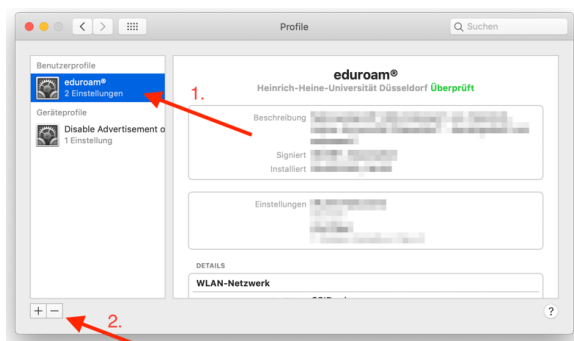 Profile
Suchen
Benutzerprofile
eduroam®
2 Einstellungen
Geräteprofile
Disable Advertisement o
1 Einstellung
1.
eduroam®
Heinrich-Heine-Universität Düsseldorf Überprüft
Beschreibung
Signiert
Installiert
Einstellungen
DETAILS
WLAN-Netzwerk
+ −
?
2.